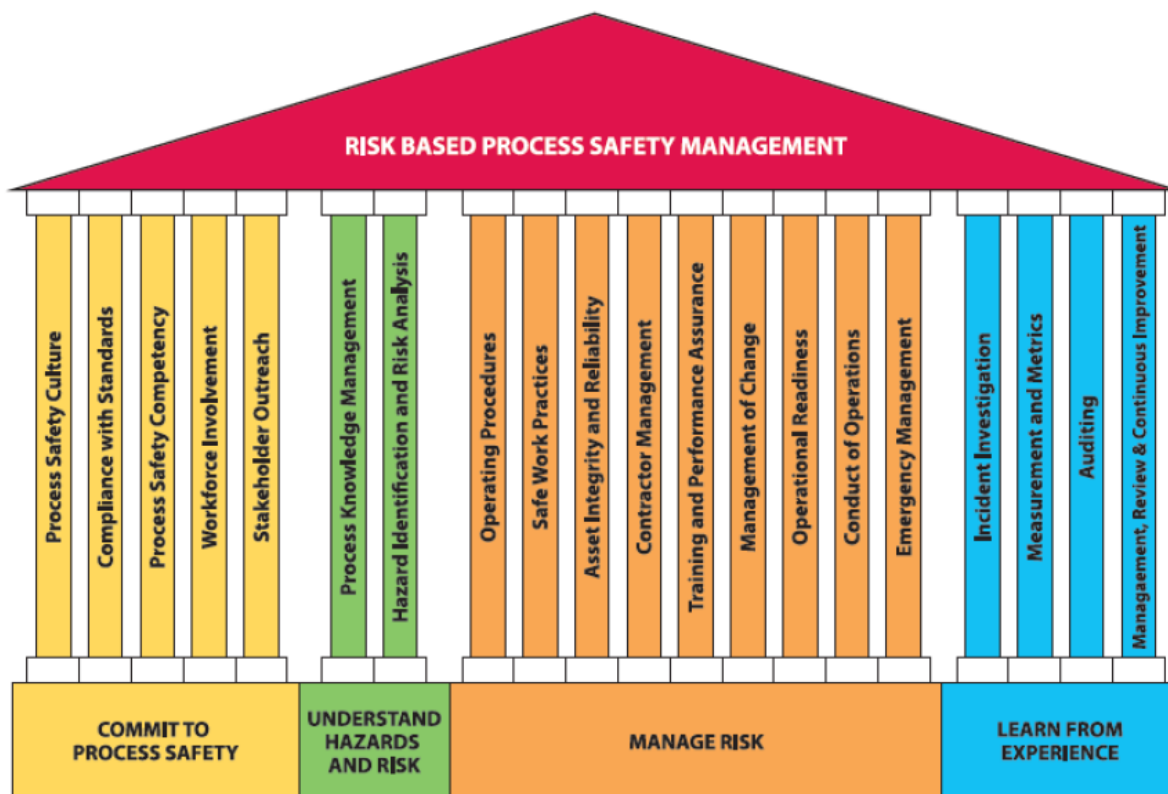 RISK BASED PROCESS SAFETY MANAGEMENT
Process Safety Culture
Compliance with Standards
Process Safety Competency
Workforce Involvement
Stakeholder Outreach
Process Knowledge Management
Hazard Identification and Risk Analysis
Operating Procedures
Safe Work Practices
Asset Integrity and Reliability
Contractor Management
Training and Performance Assurance
Management of Change
Operational Readiness
Conduct of Operations
Emergency Management
Incident Investigation
Measurement and Metrics
Auditing
Managaement, Review & Continuous Improvement
COMMIT TO
PROCESS SAFETY
UNDERSTAND
HAZARDS
AND RISK
MANAGE RISK
LEARN FROM
EXPERIENCE